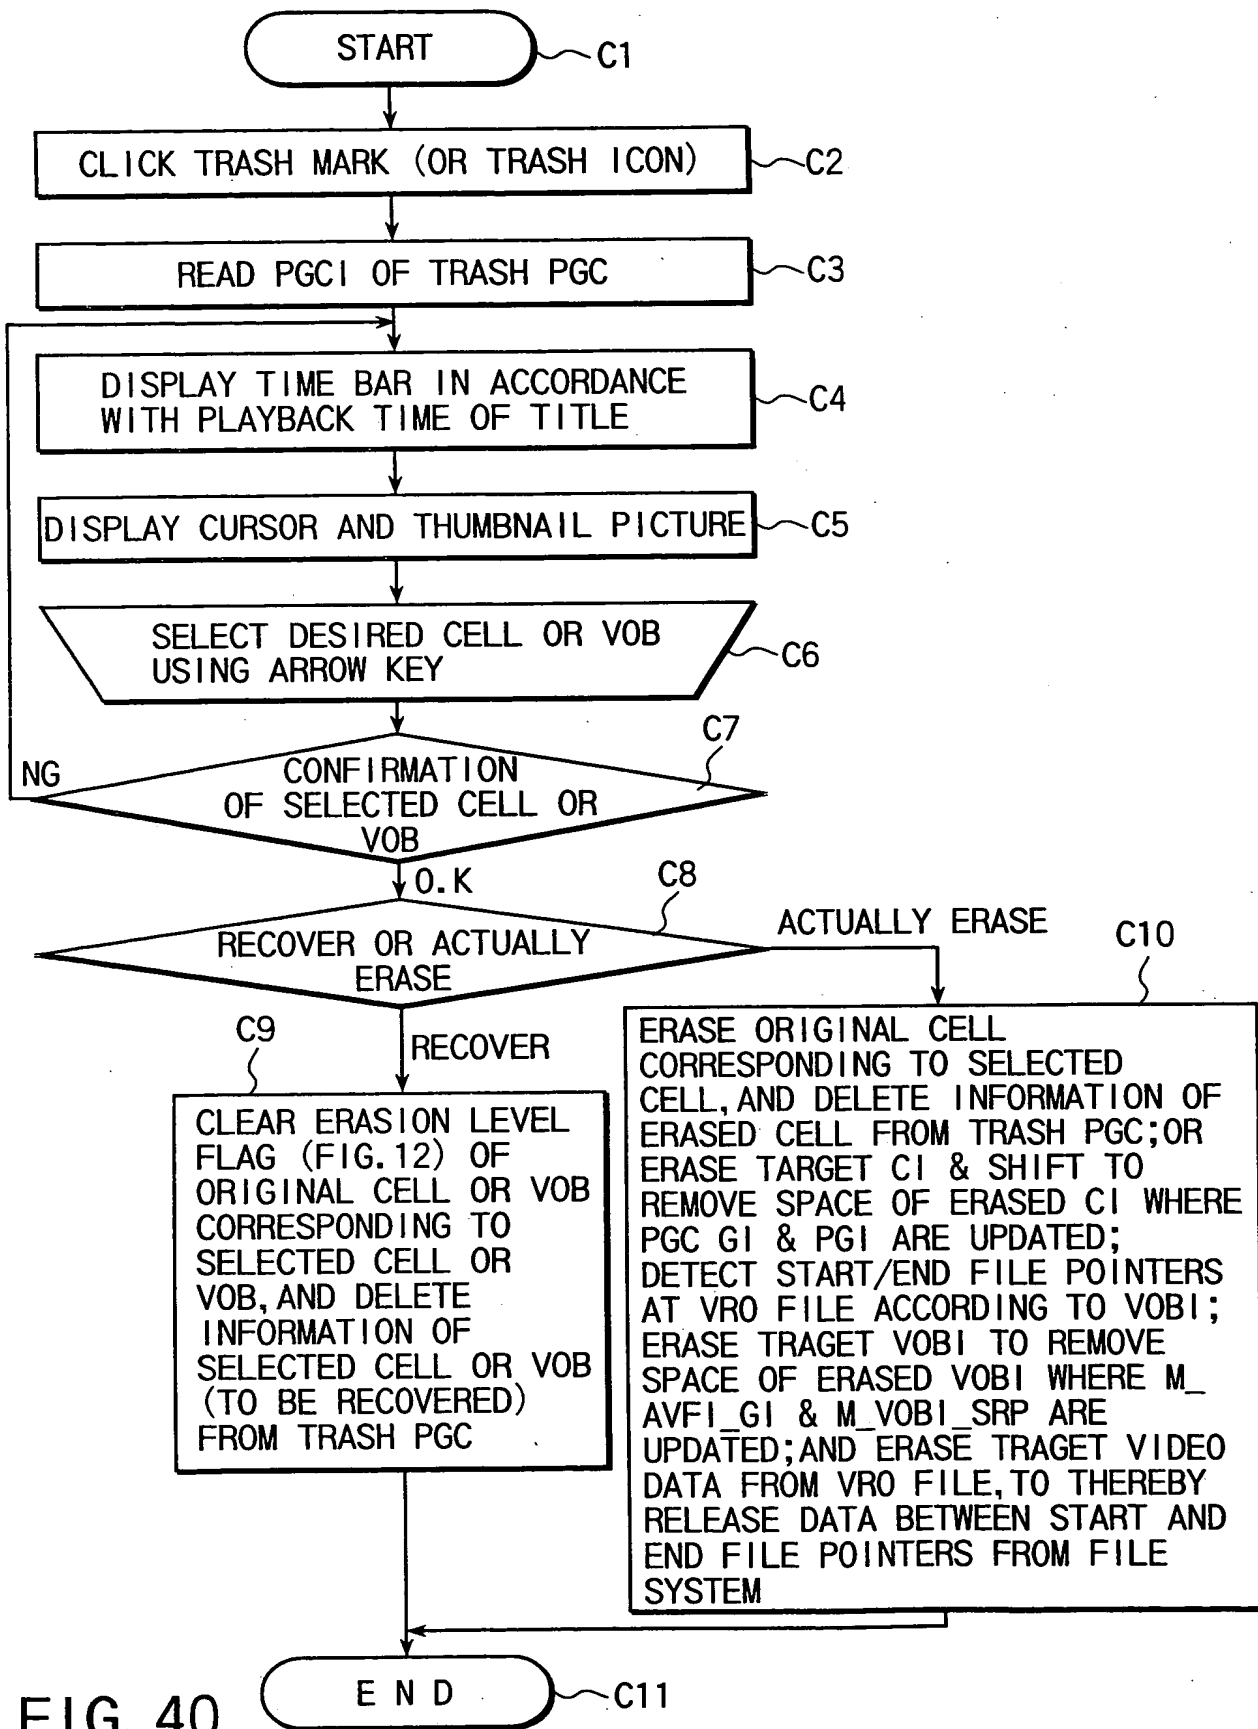 START
C1
CLICK TRASH MARK (OR TRASH ICON)
C2
READ PGCI OF TRASH PGC
C3
DISPLAY TIME BAR IN ACCORDANCE
WITH PLAYBACK TIME OF TITLE
C4
DISPLAY CURSOR AND THUMBNAIL PICTURE
C5
SELECT DESIRED CELL OR VOB
USING ARROW KEY
C6
C7
NG
CONFIRMATION
OF SELECTED CELL OR
VOB
O.K
C8
RECOVER OR ACTUALLY
ERASE
ACTUALLY ERASE
C10
C9
RECOVER
CLEAR ERASION LEVEL
FLAG (FIG.12) OF
ORIGINAL CELL OR VOB
CORRESPONDING TO
SELECTED CELL OR
VOB, AND DELETE
INFORMATION OF
SELECTED CELL OR VOB
(TO BE RECOVERED)
FROM TRASH PGC
ERASE ORIGINAL CELL
CORRESPONDING TO SELECTED
CELL, AND DELETE INFORMATION OF
ERASED CELL FROM TRASH PGC; OR
ERASE TARGET CI & SHIFT TO
REMOVE SPACE OF ERASED CI WHERE
PGC GI & PGI ARE UPDATED;
DETECT START/END FILE POINTERS
AT VRO FILE ACCORDING TO VOBI;
ERASE TRAGET VOBI TO REMOVE
SPACE OF ERASED VOBI WHERE M_
AVFI_GI & M_VOBI_SRP ARE
UPDATED; AND ERASE TRAGET VIDEO
DATA FROM VRO FILE, TO THEREBY
RELEASE DATA BETWEEN START AND
END FILE POINTERS FROM FILE
SYSTEM
END
C11
FIG. 40